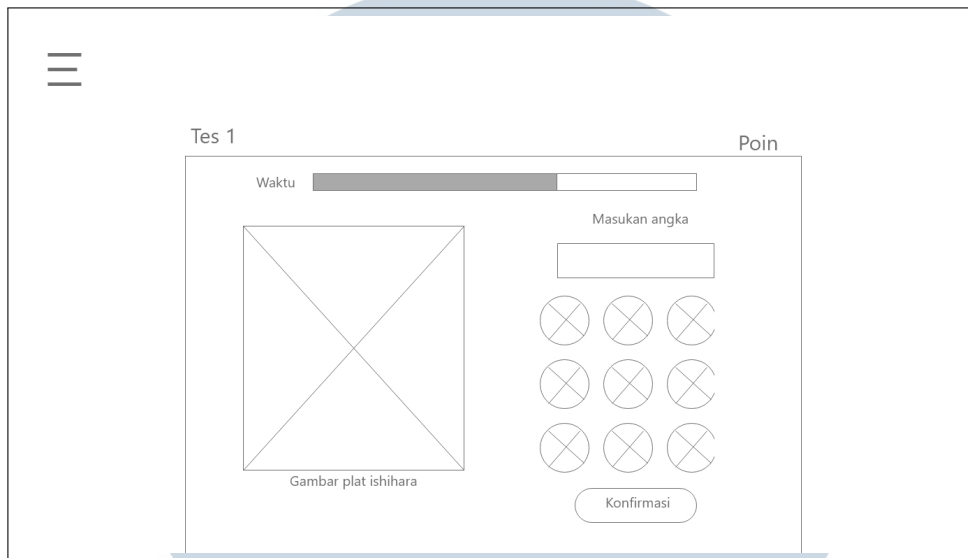 Tes 1
Poin
Waktu
Masukan angka
Gambar plat ishihara
Konfirmasi